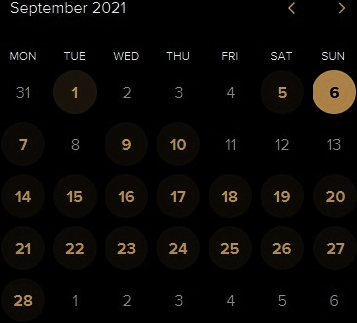 September 2021
MON TUE WED THU FRI SAT SUN
31 1 2 3 4 5 6
7 8 9 10 11 12 13
14 15 16 17 18 19 20
21 22 23 24 25 26 27
28 1 2 3 4 5 6